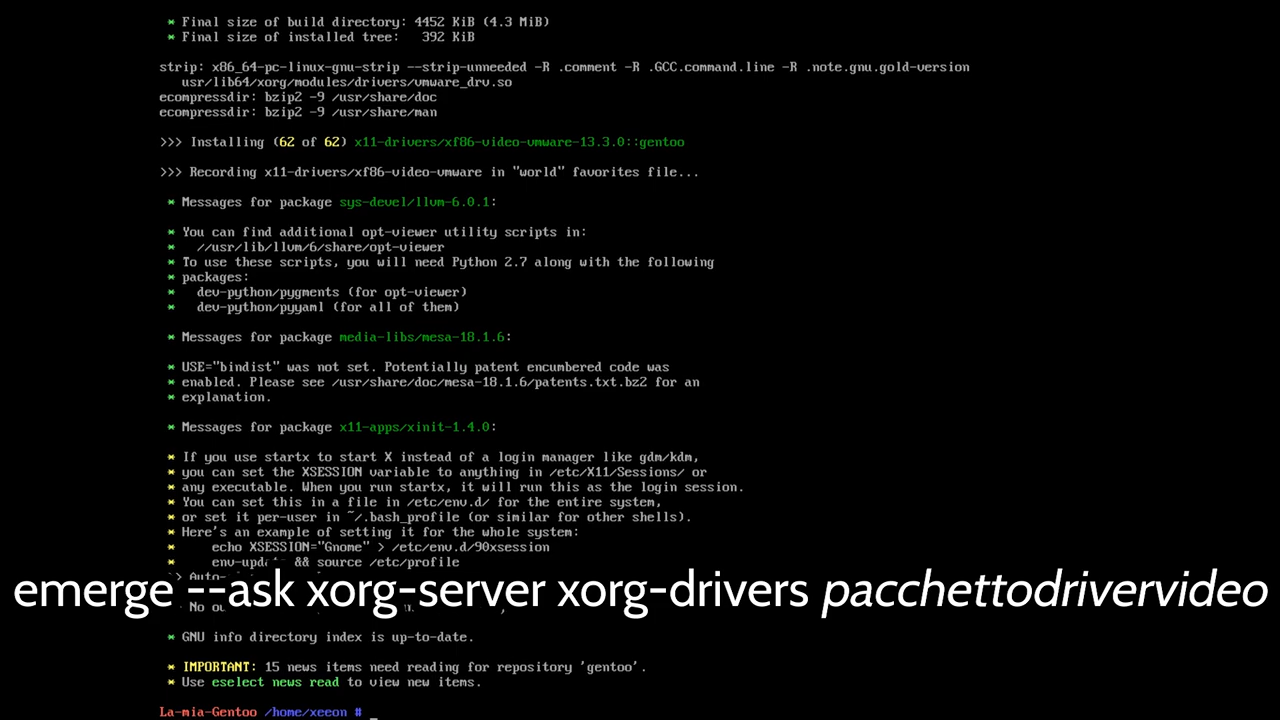 * Final size of build directory: 4452 KiB (4.3 MiB)
* Final size of installed tree: 392 KiB
strip: x86_64-pc-linux-gnu-strip --strip-unneeded -R .comment -R .GCC.command.line -R .note.gnu.gold-version
usr/lib64/xorg/modules/drivers/vmware_drv.so
ecompressdir: bzip2 -9 /usr/share/doc
ecompressdir: bzip2 -9 /usr/share/man
>>> Installing (62 of 62) x11-drivers/xf86-video-vmware-13.3.0::gentoo
>>> Recording x11-drivers/xf86-video-vmware in "world" favorites file...
* Messages for package sys-devel/llvm-6.0.1:
* You can find additional opt-viewer utility scripts in:
* //usr/lib/llvm/6/share/opt-viewer
* To use these scripts, you will need Python 2.7 along with the following
* packages:
* dev-python/pygments (for opt-viewer)
* dev-python/pyyaml (for all of them)
* Messages for package media-libs/mesa-18.1.6:
* USE="bindist" was not set. Potentially patent encumbered code was
* enabled. Please see /usr/share/doc/mesa-18.1.6/patents.txt.bz2 for an
* explanation.
* Messages for package x11-apps/xinit-1.4.0:
* If you use startx to start X instead of a login manager like gdm/kdm,
* you can set the XSESSION variable to anything in /etc/X11/Sessions/ or
* any executable. When you run startx, it will run this as the login session.
* You can set this in a file in /etc/env.d/ for the entire system,
* or set it per-user in ~/.bash_profile (or similar for other shells).
* Here's an example of setting it for the whole system:
* echo XSESSION="Gnome" > /etc/env.d/90xsession
* env-update && source /etc/profile
emerge --ask xorg-server xorg-drivers pacchettodrivervideo
* GNU info directory index is up-to-date.
* IMPORTANT: 15 news items need reading for repository 'gentoo'.
* Use eselect news read to view new items.
La-mia-Gentoo /home/xeeon # _